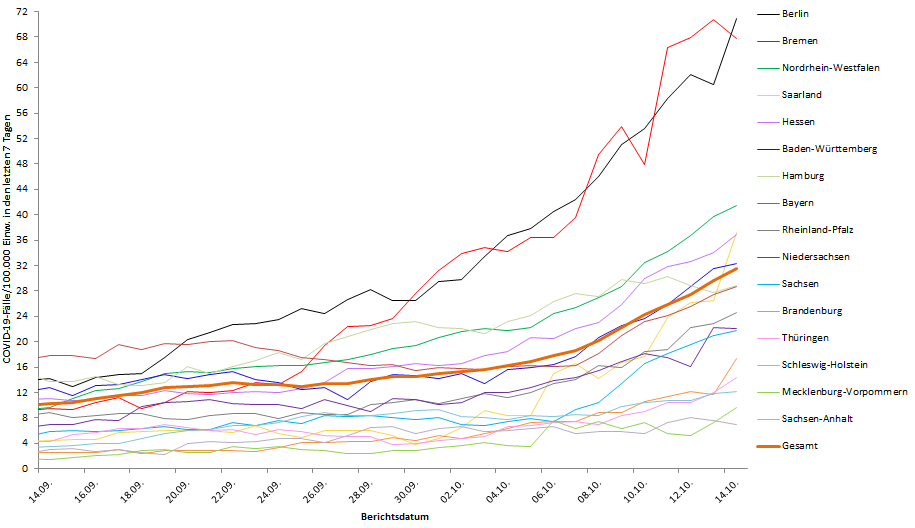 COVID-19-Fälle/100.000 Einw. in den letzten 7 Tagen
72
68
64
60
56
52
48
44
40
36
32
28
24
20
16
12
8
4
0
14.09.
16.09.
18.09.
20.09.
22.09.
24.09.
26.09.
28.09.
30.09.
02.10.
04.10.
06.10.
08.10.
10.10.
12.10.
14.10.
Berichtsdatum
Berlin
Bremen
Nordrhein-Westfalen
Saarland
Hessen
Baden-Württemberg
Hamburg
Bayern
Rheinland-Pfalz
Niedersachsen
Sachsen
Brandenburg
Thüringen
Schleswig-Holstein
Mecklenburg-Vorpommern
Sachsen-Anhalt
Gesamt